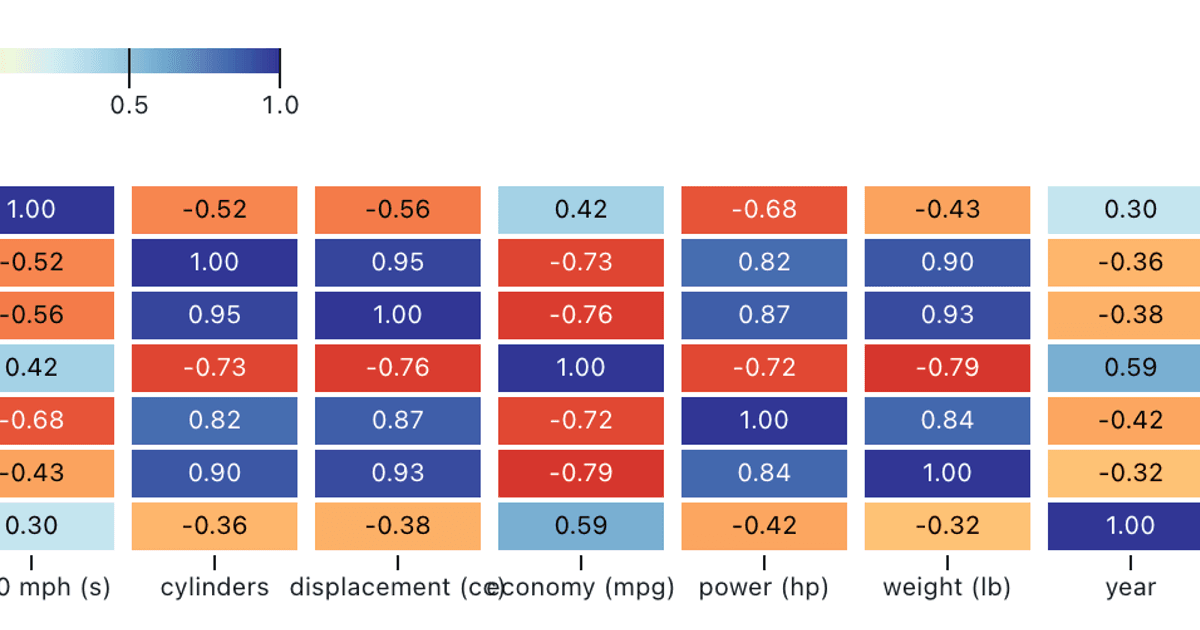 0.5 1.0
1.00 -0.52 -0.56 0.42 -0.68 -0.43 0.30
-0.52 1.00 0.95 -0.73 0.82 0.90 -0.36
-0.56 0.95 1.00 -0.76 0.87 0.93 -0.38
0.42 -0.73 -0.76 1.00 -0.72 -0.79 0.59
-0.68 0.82 0.87 -0.72 1.00 0.84 -0.42
-0.43 0.90 0.93 -0.79 0.84 1.00 -0.32
0.30 -0.36 -0.38 0.59 -0.42 -0.32 1.00
0 mph (s) cylinders displacement (cc) economy (mpg) power (hp) weight (lb) year